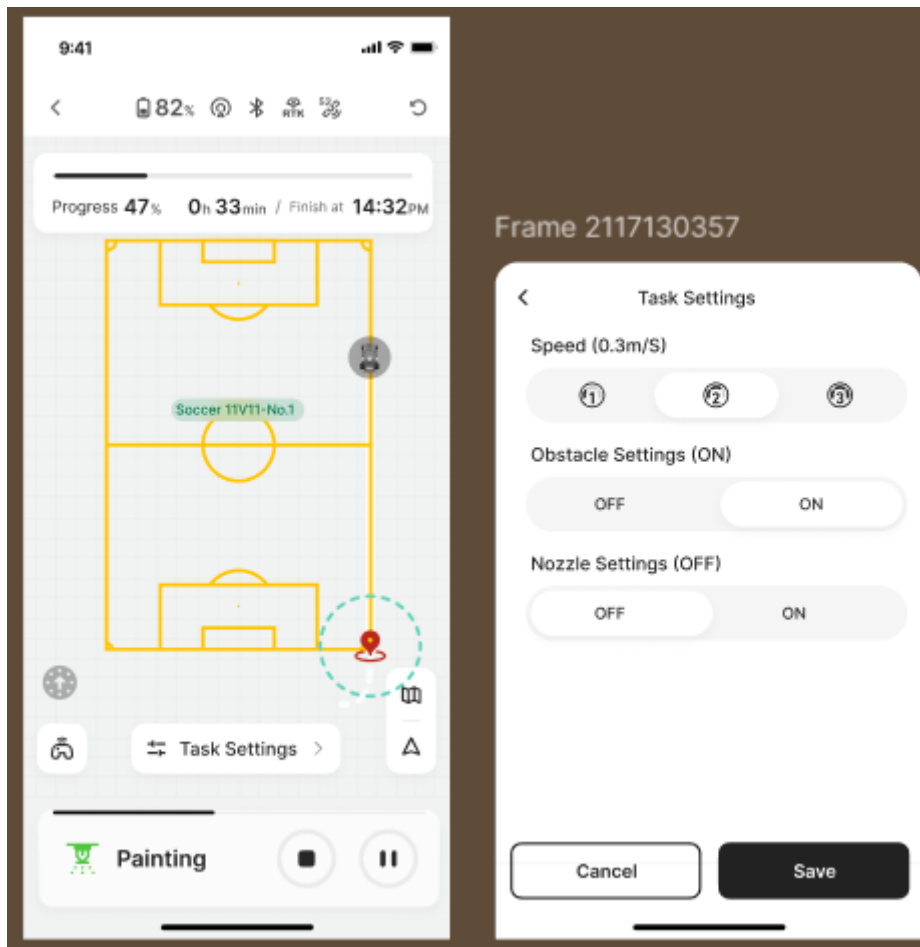 9:41
82%
RTK
Progress 47% 0h 33min / Finish at 14:32PM
Soccer 11V11-No.1
Task Settings
Painting
Frame 2117130357
Task Settings
Speed (0.3m/S)
1 2 3
Obstacle Settings (ON)
OFF ON
Nozzle Settings (OFF)
OFF ON
Cancel Save